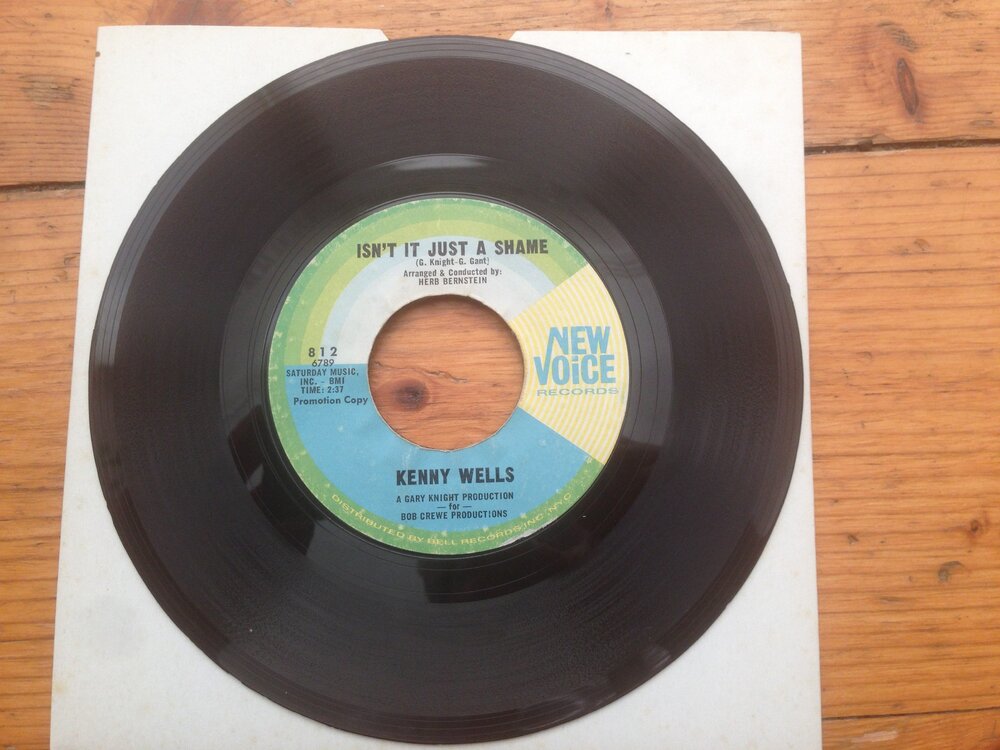 ISN'T IT JUST A SHAME
(G. Knight-G. Gant)
Arranged & Conducted by:
HERB BERNSTEIN
812
6789
SATURDAY MUSIC,
INC. - BMI
TIME: 2:37
Promotion Copy
NEW
VOiCE
RECORDS
KENNY WELLS
A GARY KNIGHT PRODUCTION
— for —
BOB CREWE PRODUCTIONS
DISTRIBUTED BY BELL RECORDS, INC. NYC